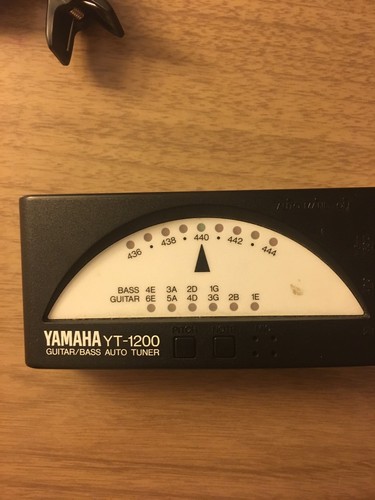 436 438 440 442 444
BASS 4E 3A 2D 1G
GUITAR 6E 5A 4D 3G 2B 1E
YAMAHA YT-1200
GUITAR/BASS AUTO TUNER
PITCH